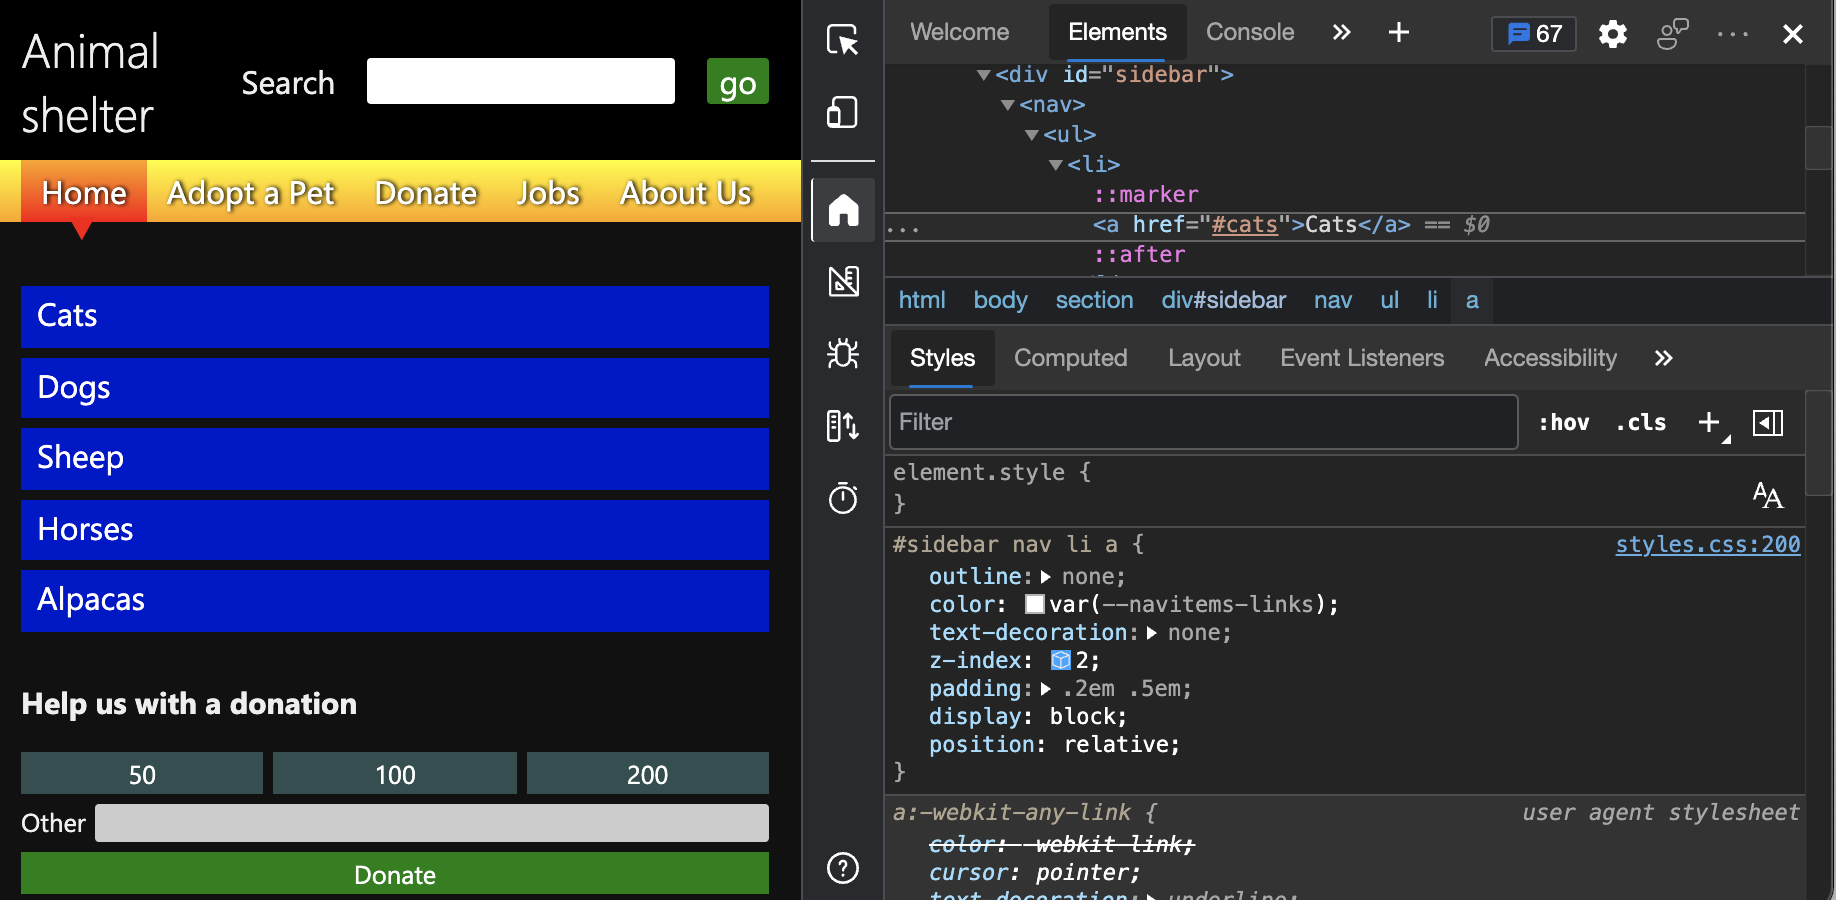 Animal
shelter
Search
go
Home Adopt a Pet Donate Jobs About Us
Cats
Dogs
Sheep
Horses
Alpacas
Help us with a donation
50 100 200
Other
Donate
Welcome Elements Console » + 67 ···
<div id="sidebar">
<nav>
<ul>
<li>
::marker
... <a href="#cats">Cats</a> == $0
::after
html body section div#sidebar nav ul li a
Styles Computed Layout Event Listeners Accessibility »
Filter :hov .cls +
element.style {
}
AA
#sidebar nav li a { styles.css:200
outline: none;
color: var(--navitems-links);
text-decoration: none;
z-index: 2;
padding: .2em .5em;
display: block;
position: relative;
}
a:-webkit-any-link { user agent stylesheet
color: -webkit-link;
cursor: pointer;
text-decoration: underline;
?